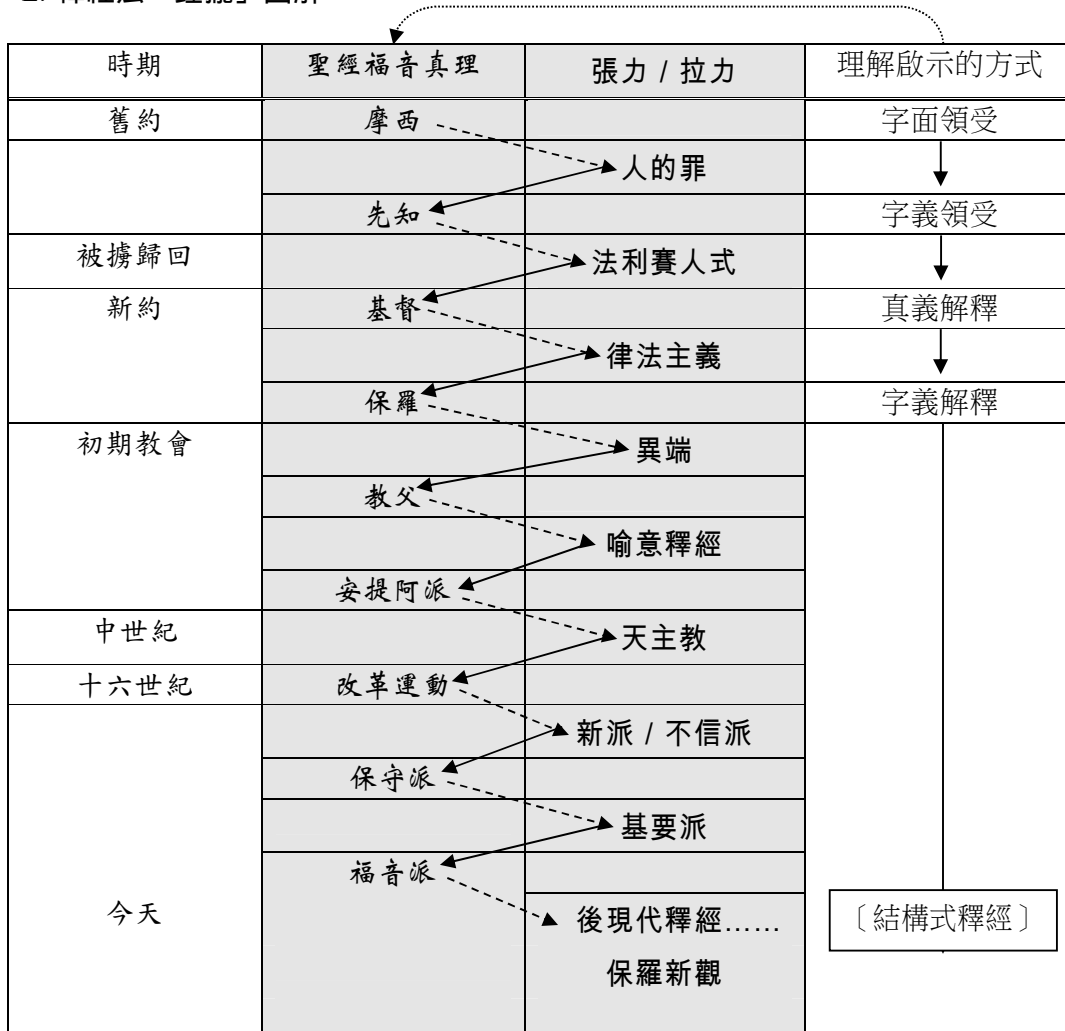 時期 聖經福音真理 張力 / 拉力 理解啟示的方式
舊約 摩西 字面領受
人的罪
先知 字義領受
被擄歸回 法利賽人式
新約 基督 真義解釋
律法主義
保羅 字義解釋
初期教會 異端
教父
喻意釋經
安提阿派
中世紀 天主教
十六世紀 改革運動
新派 / 不信派
保守派
基要派
福音派
今天 後現代釋經…… 〔結構式釋經〕
保羅新觀